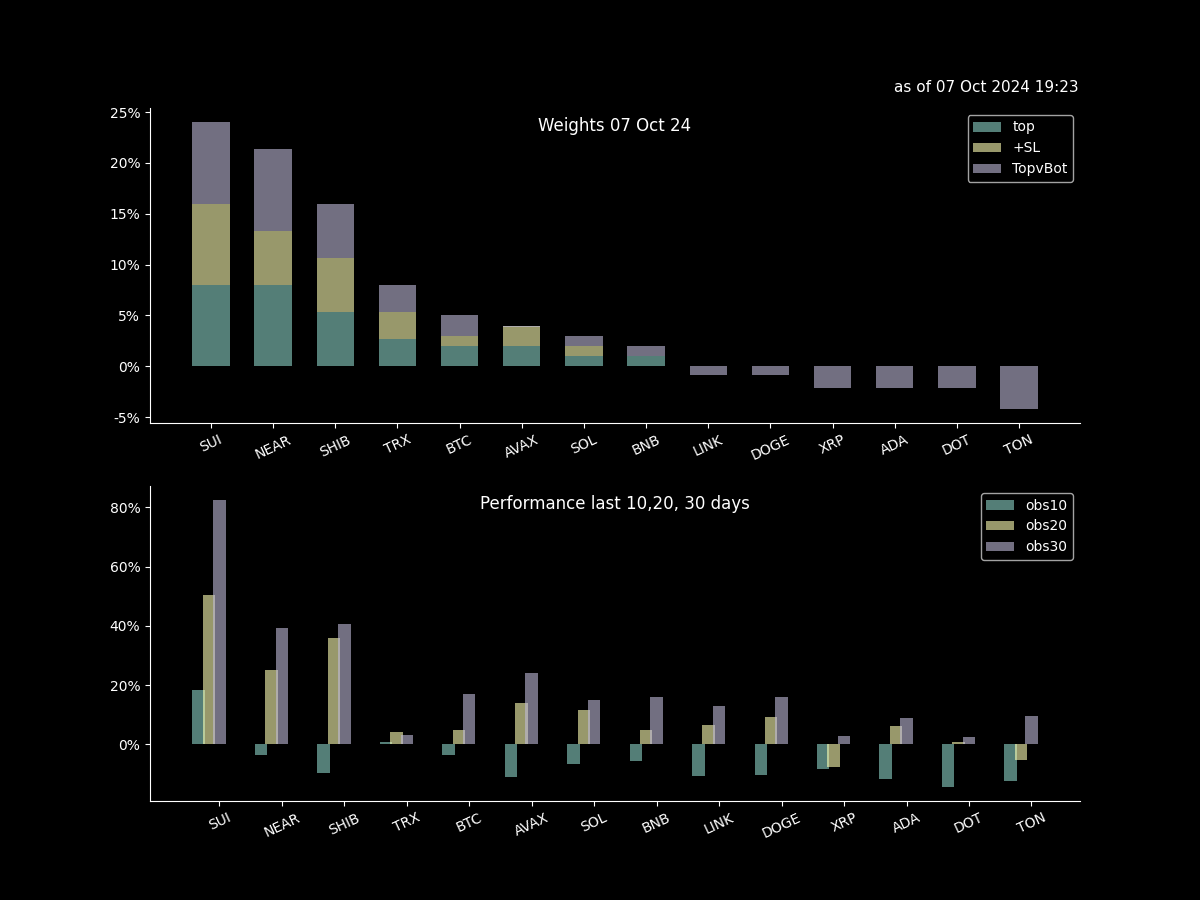 as of 07 Oct 2024 19:23
Weights 07 Oct 24
top
+SL
TopvBot
25%
20%
15%
10%
5%
0%
-5%
SUI NEAR SHIB TRX BTC AVAX SOL BNB LINK DOGE XRP ADA DOT TON
Performance last 10,20, 30 days
obs10
obs20
obs30
80%
60%
40%
20%
0%
SUI NEAR SHIB TRX BTC AVAX SOL BNB LINK DOGE XRP ADA DOT TON